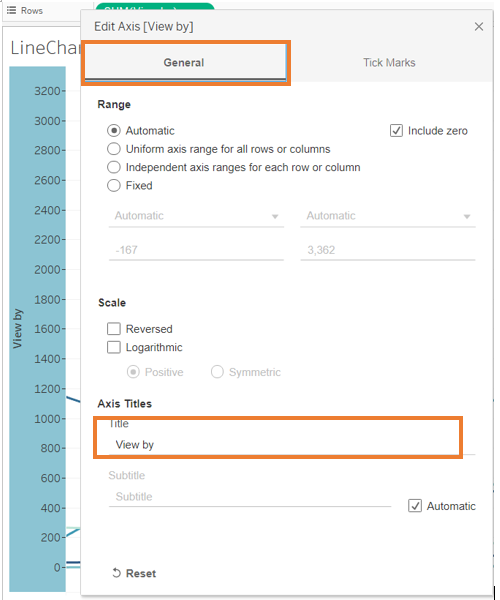 Rows
LineChar
Edit Axis [View by]
General
Tick Marks
Range
Automatic
Include zero
Uniform axis range for all rows or columns
Independent axis ranges for each row or column
Fixed
Automatic
Automatic
-167
3,362
Scale
Reversed
Logarithmic
Positive
Symmetric
Axis Titles
Title
View by
Subtitle
Subtitle
Automatic
Reset
View by
3200
3000
2800
2600
2400
2200
2000
1800
1600
1400
1200
1000
800
600
400
200
0